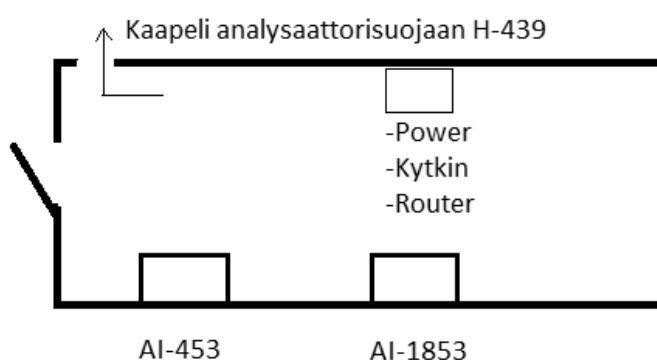 Kaapeli analysaattorisuojaan H-439
-Power
-Kytkin
-Router
AI-453
AI-1853